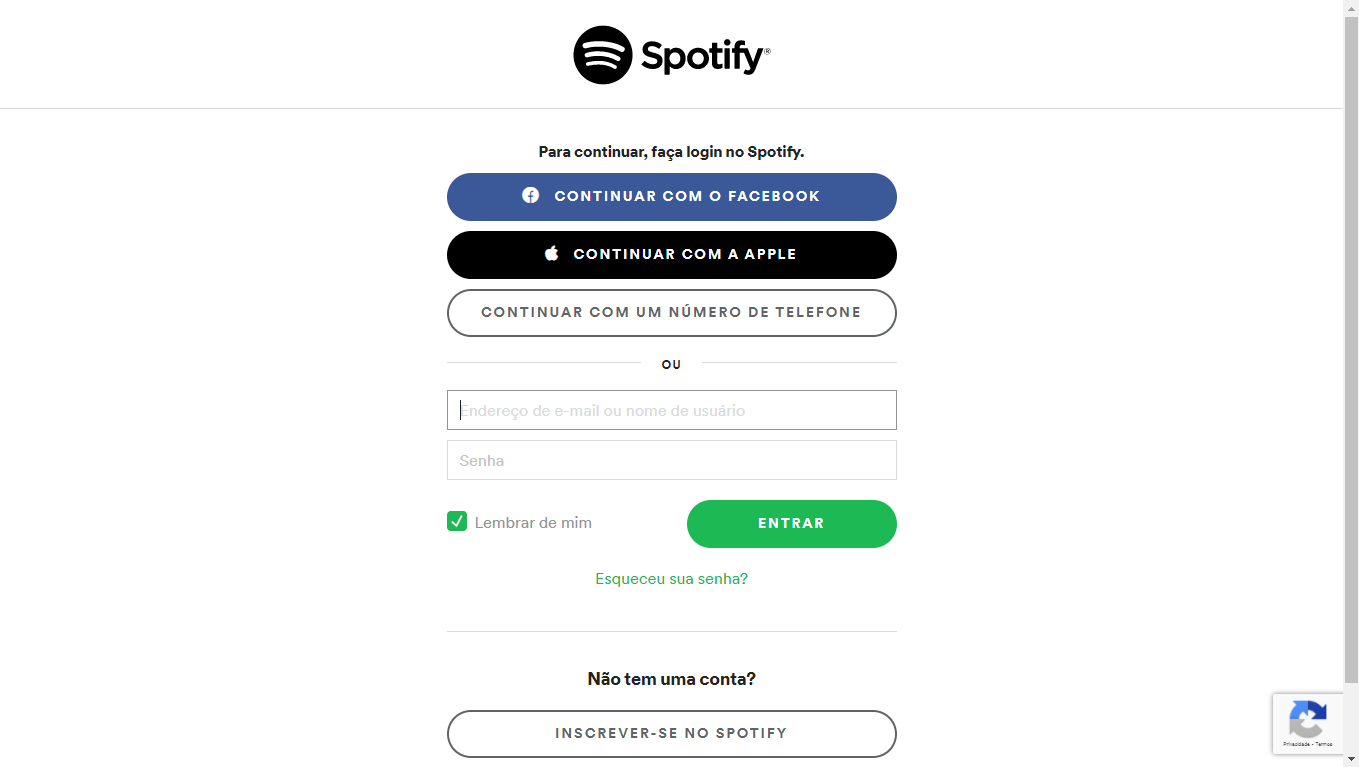 Spotify®
Para continuar, faça login no Spotify.
CONTINUAR COM O FACEBOOK
CONTINUAR COM A APPLE
CONTINUAR COM UM NÚMERO DE TELEFONE
OU
Endereço de e-mail ou nome de usuário
Senha
Lembrar de mim
ENTRAR
Esqueceu sua senha?
Não tem uma conta?
INSCREVER-SE NO SPOTIFY
Privacidade - Termos